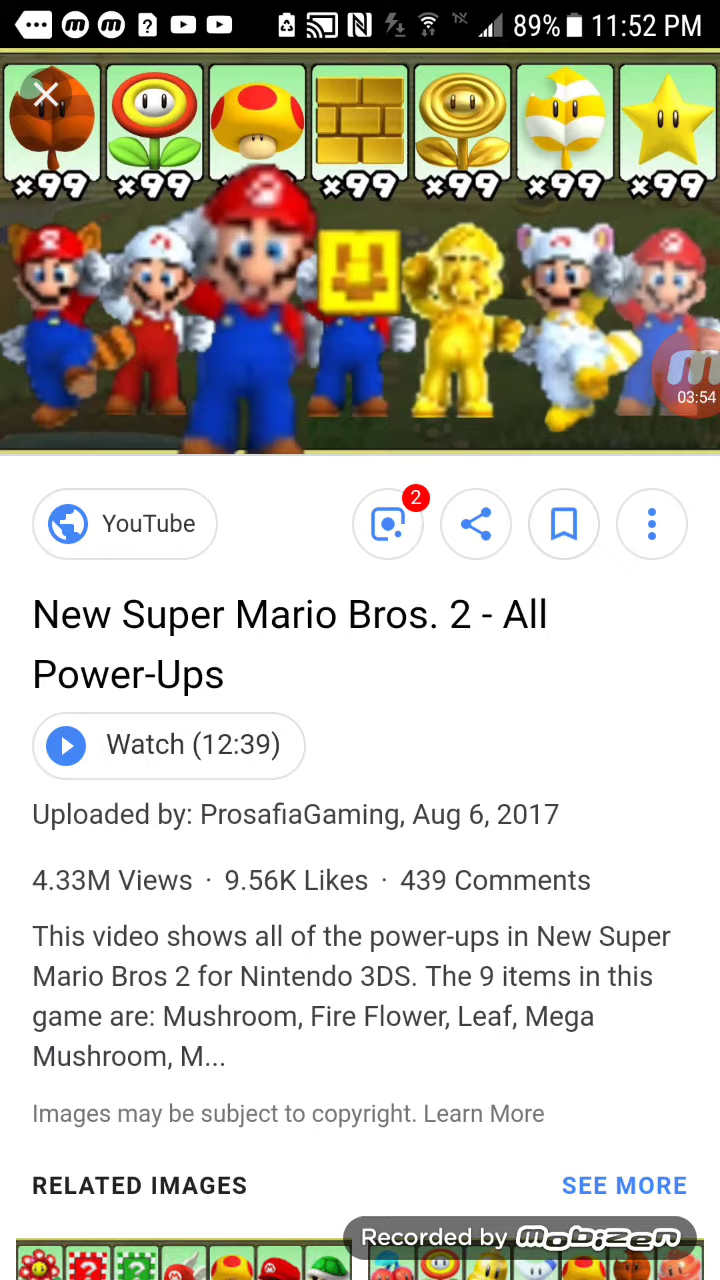 89% 11:52 PM
×99 ×99 ×99 ×99 ×99 ×99
03:54
YouTube
2
New Super Mario Bros. 2 - All
Power-Ups
Watch (12:39)
Uploaded by: ProsafiaGaming, Aug 6, 2017
4.33M Views · 9.56K Likes · 439 Comments
This video shows all of the power-ups in New Super
Mario Bros 2 for Nintendo 3DS. The 9 items in this
game are: Mushroom, Fire Flower, Leaf, Mega
Mushroom, M...
Images may be subject to copyright. Learn More
RELATED IMAGES
SEE MORE
Recorded by mobizen